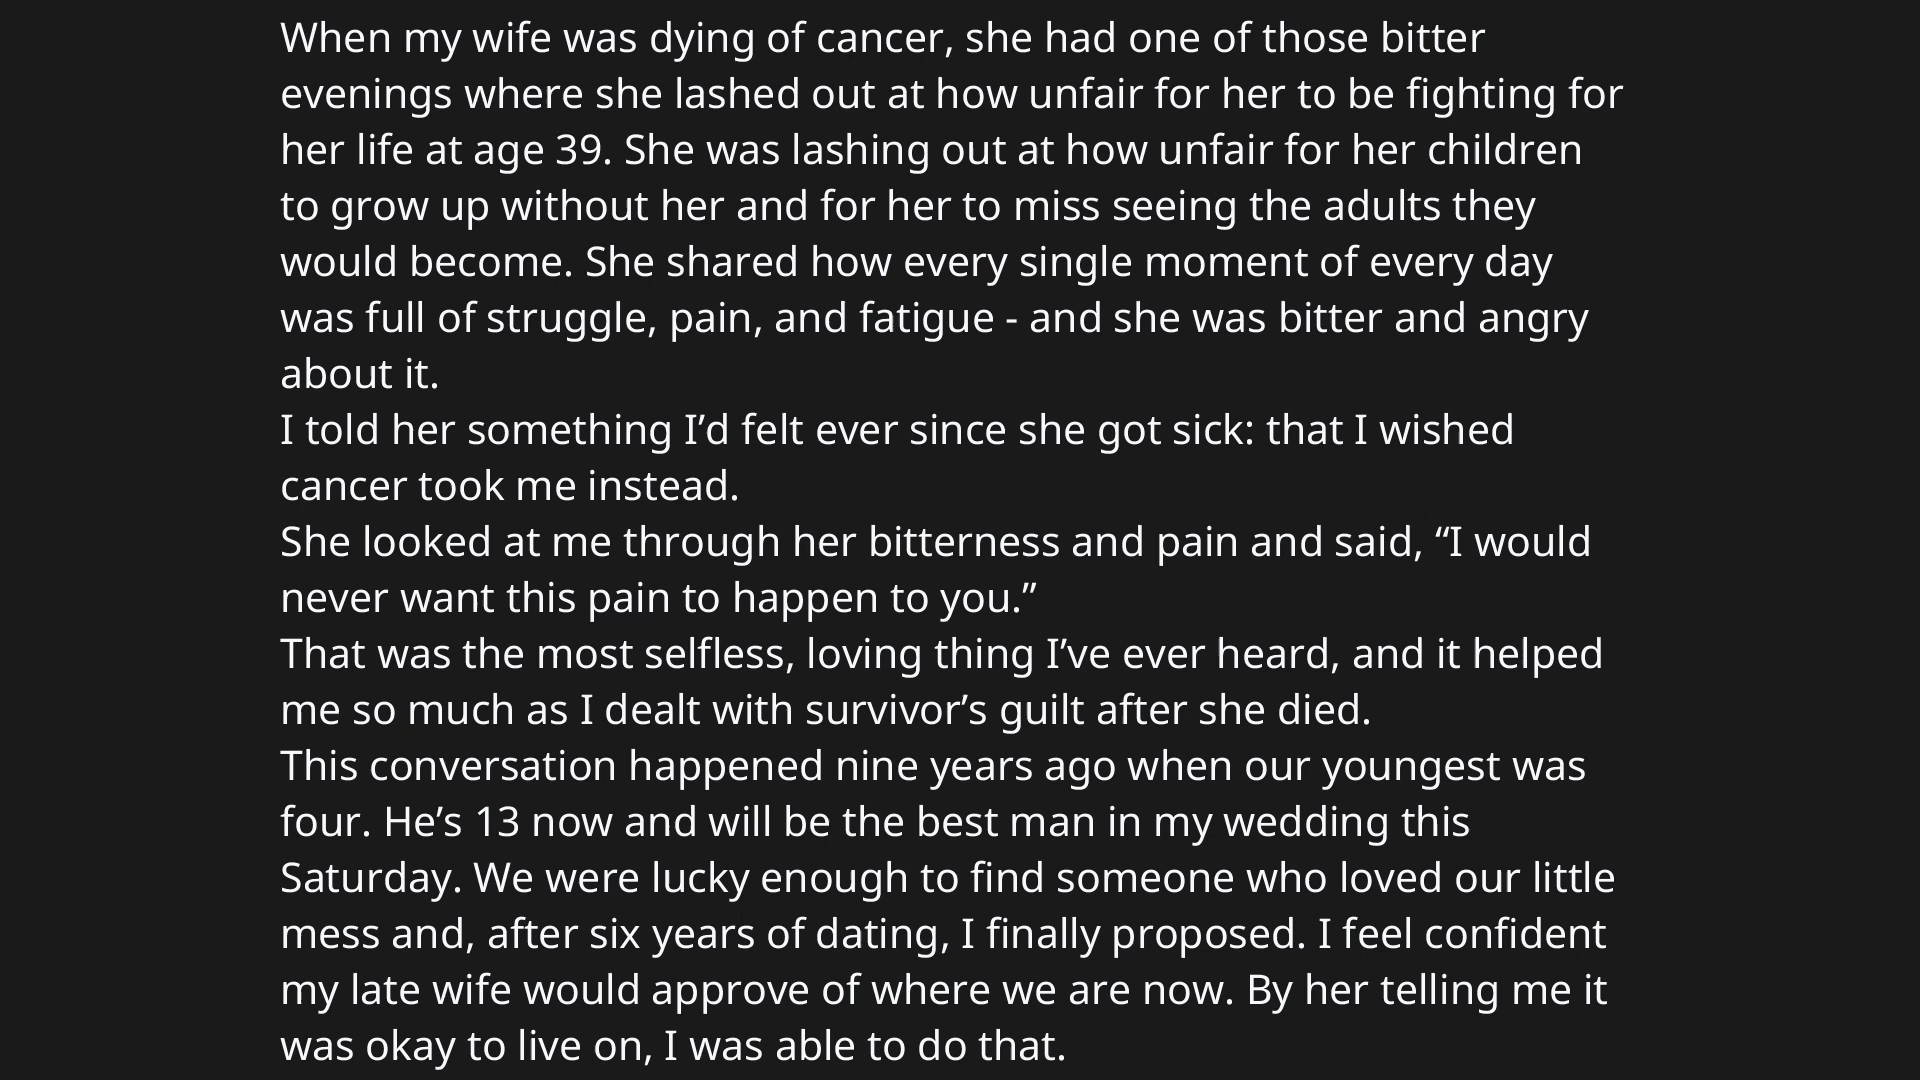 When my wife was dying of cancer, she had one of those bitter
evenings where she lashed out at how unfair for her to be fighting for
her life at age 39. She was lashing out at how unfair for her children
to grow up without her and for her to miss seeing the adults they
would become. She shared how every single moment of every day
was full of struggle, pain, and fatigue - and she was bitter and angry
about it.
I told her something I’d felt ever since she got sick: that I wished
cancer took me instead.
She looked at me through her bitterness and pain and said, “I would
never want this pain to happen to you.”
That was the most selfless, loving thing I’ve ever heard, and it helped
me so much as I dealt with survivor’s guilt after she died.
This conversation happened nine years ago when our youngest was
four. He’s 13 now and will be the best man in my wedding this
Saturday. We were lucky enough to find someone who loved our little
mess and, after six years of dating, I finally proposed. I feel confident
my late wife would approve of where we are now. By her telling me it
was okay to live on, I was able to do that.